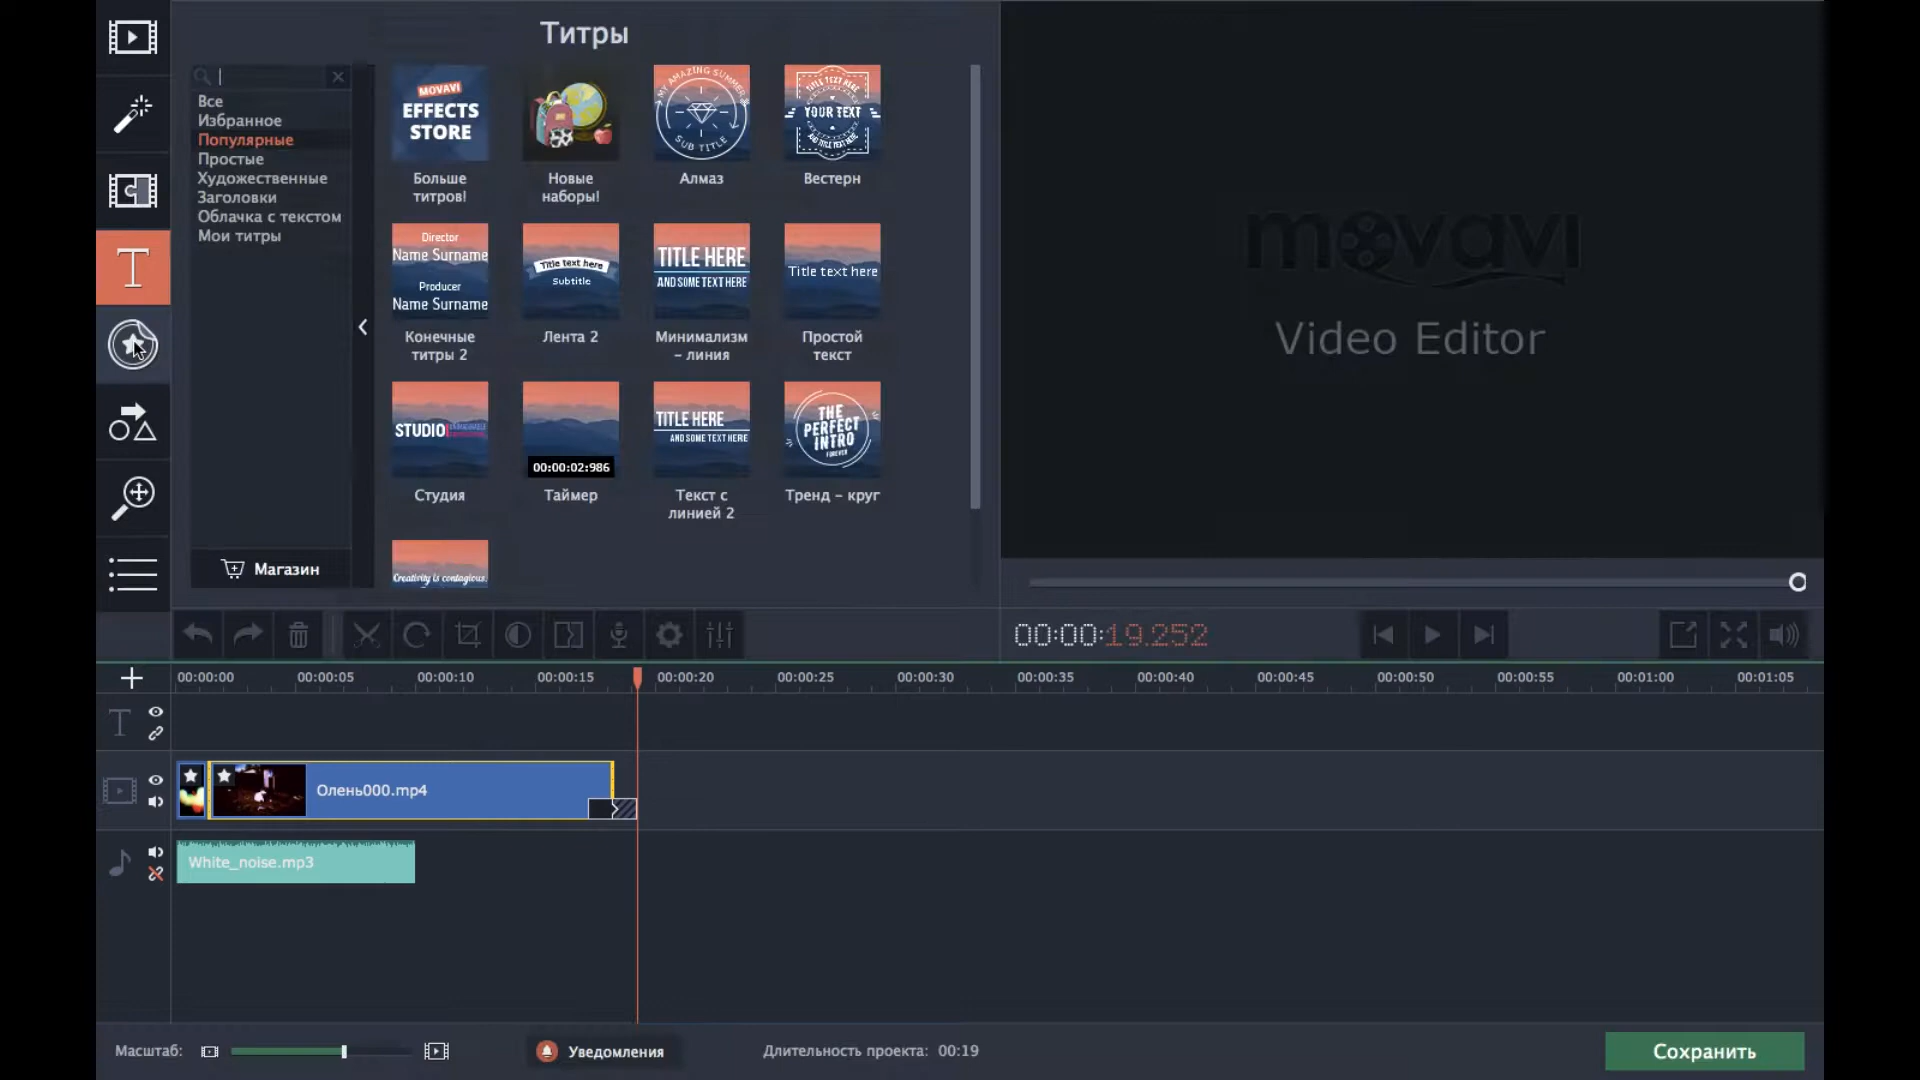 Титры
Все
Избранное
Популярные
Простые
Художественные
Заголовки
Облачка с текстом
Мои титры
Магазин
MOVAVI
EFFECTS
STORE
Больше
титров!
Новые
наборы!
MY AMAZING SUMMER
SUB TITLE
Алмаз
TITLE TEXT HERE
YOUR TEXT
Вестерн
Director
Name Surname
Producer
Name Surname
Конечные
титры 2
Title text here
Subtitle
Лента 2
TITLE HERE
AND SOME TEXT HERE
Минимализм
– линия
Title text here
Простой
текст
STUDIO
Студия
00:00:02:986
Таймер
TITLE HERE
AND SOME TEXT HERE
Текст с
линией 2
THE
PERFECT
INTRO
FOREVER
Тренд – круг
Creativity is contagious.
movavi
Video Editor
00:00:19.252
00:00:00 00:00:05 00:00:10 00:00:15 00:00:20 00:00:25 00:00:30 00:00:35 00:00:40 00:00:45 00:00:50 00:00:55 00:01:00 00:01:05
Олень000.mp4
White_noise.mp3
Масштаб:
Уведомления
Длительность проекта: 00:19
Сохранить